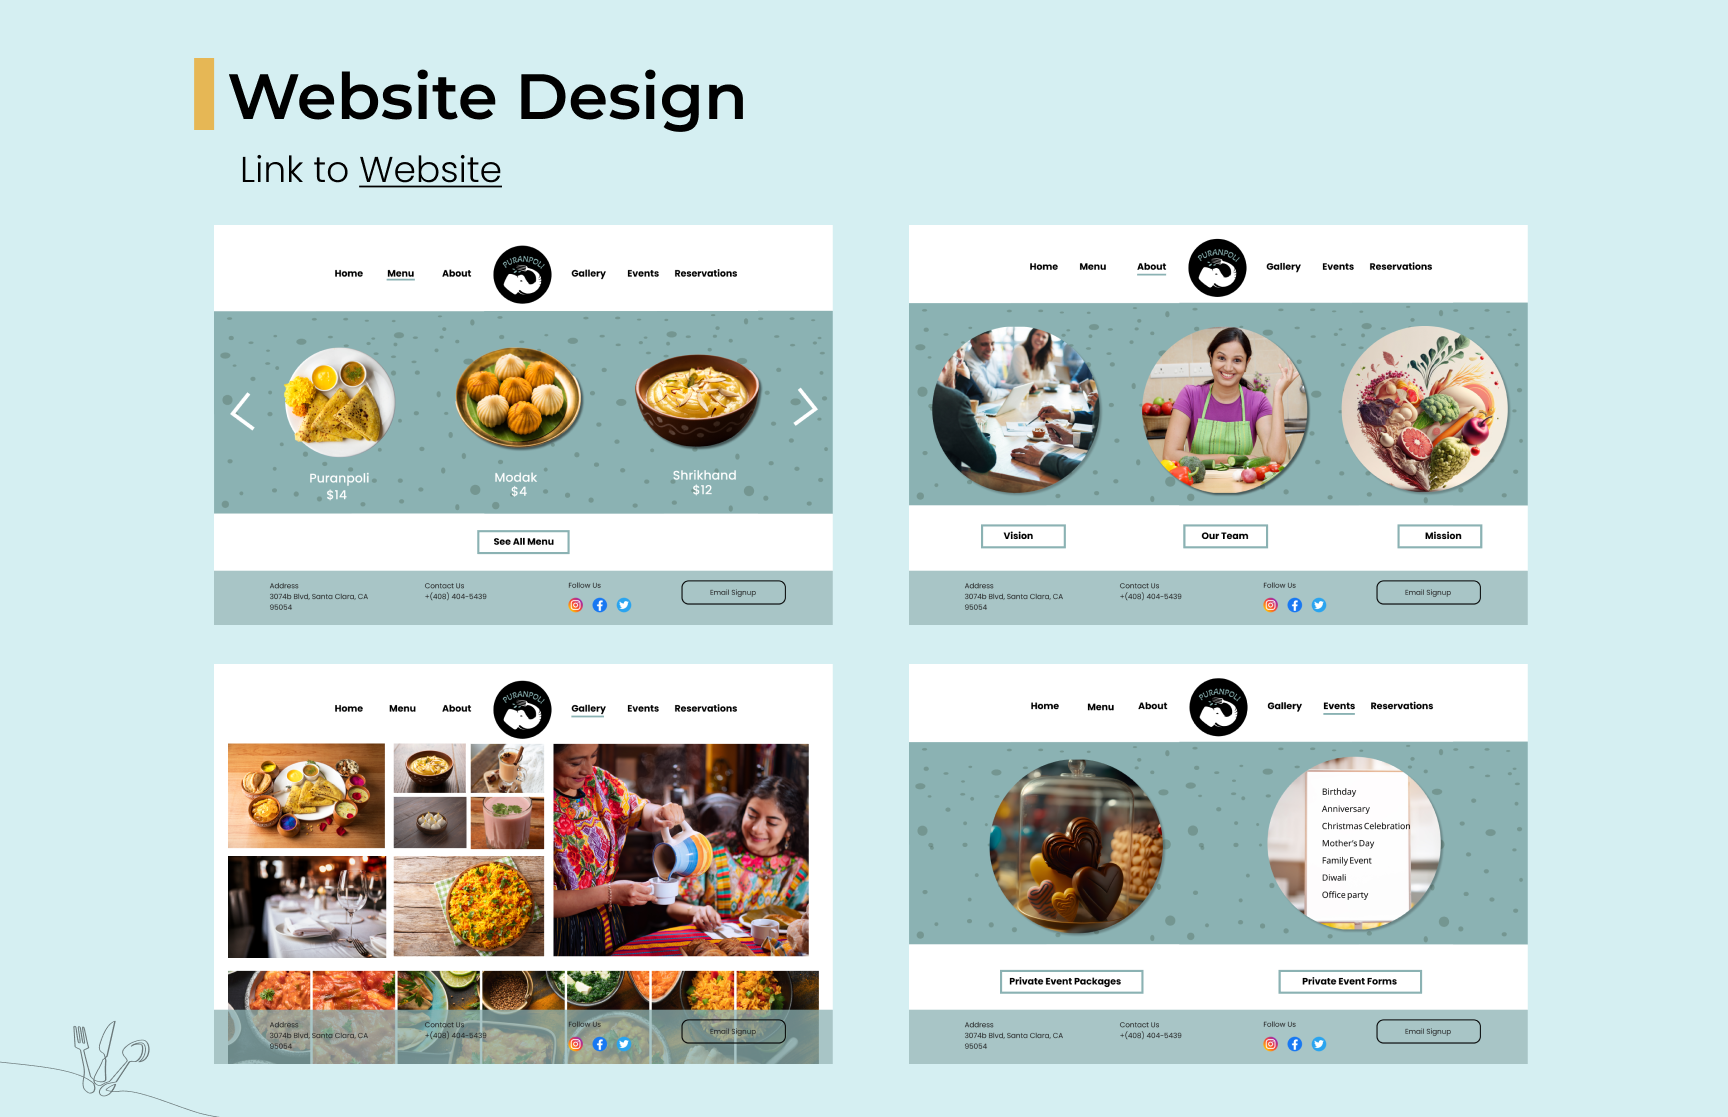 Website Design
Link to Website
Home Menu About PURANPOLI Gallery Events Reservations
Puranpoli
$14
Modak
$4
Shrikhand
$12
See All Menu
Address
3074b Blvd, Santa Clara, CA
95054
Contact Us
+(408) 404-5439
Follow Us
Email Signup
Home Menu About PURANPOLI Gallery Events Reservations
Vision
Our Team
Mission
Address
3074b Blvd, Santa Clara, CA
95054
Contact Us
+(408) 404-5439
Follow Us
Email Signup
Home Menu About PURANPOLI Gallery Events Reservations
Address
3074b Blvd, Santa Clara, CA
95054
Contact Us
+(408) 404-5439
Follow Us
Email Signup
Home Menu About PURANPOLI Gallery Events Reservations
Birthday
Anniversary
Christmas Celebration
Mother's Day
Family Event
Diwali
Office party
Private Event Packages
Private Event Forms
Address
3074b Blvd, Santa Clara, CA
95054
Contact Us
+(408) 404-5439
Follow Us
Email Signup